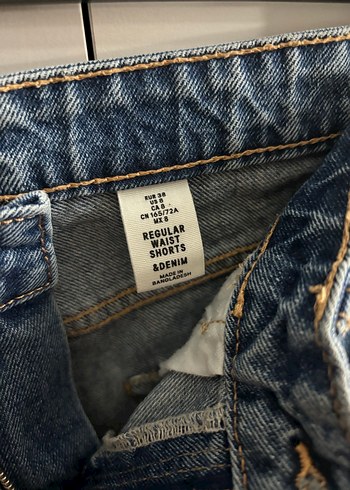 EUR 38
US 8
CA 8
CN 165/72A
MX 8
REGULAR
WAIST
SHORTS
&DENIM
MADE IN
BANGLADESH